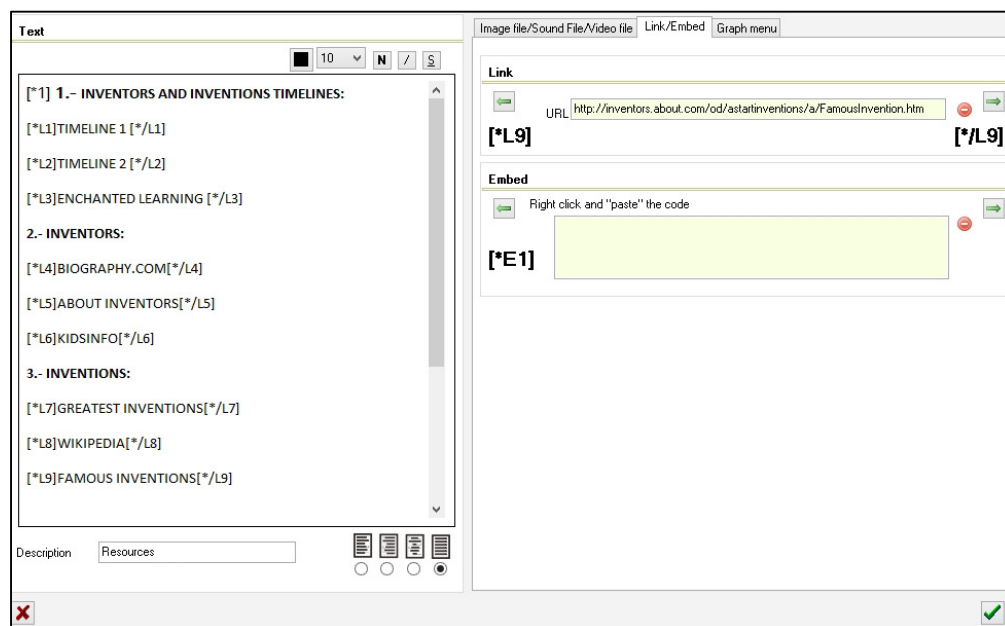 Text
10 N / S
[*1] 1.- INVENTORS AND INVENTIONS TIMELINES:
[*L1]TIMELINE 1 [*/L1]
[*L2]TIMELINE 2 [*/L2]
[*L3]ENCHANTED LEARNING [*/L3]
2.- INVENTORS:
[*L4]BIOGRAPHY.COM[*/L4]
[*L5]ABOUT INVENTORS[*/L5]
[*L6]KIDSINFO[*/L6]
3.- INVENTIONS:
[*L7]GREATEST INVENTIONS[*/L7]
[*L8]WIKIPEDIA[*/L8]
[*L9]FAMOUS INVENTIONS[*/L9]
Description Resources
Image file/Sound File/Video file Link/Embed Graph menu
Link
URL http://inventors.about.com/od/astartinventions/a/FamousInvention.htm
[*L9] [*/L9]
Embed
Right click and "paste" the code
[*E1]